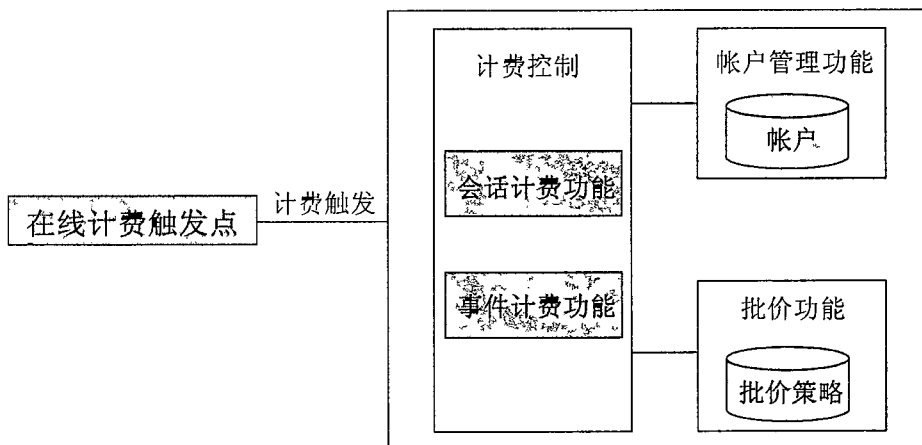 计费控制
帐户管理功能
帐户
会话计费功能
计费触发
在线计费触发点
事件计费功能
批价功能
批价策略